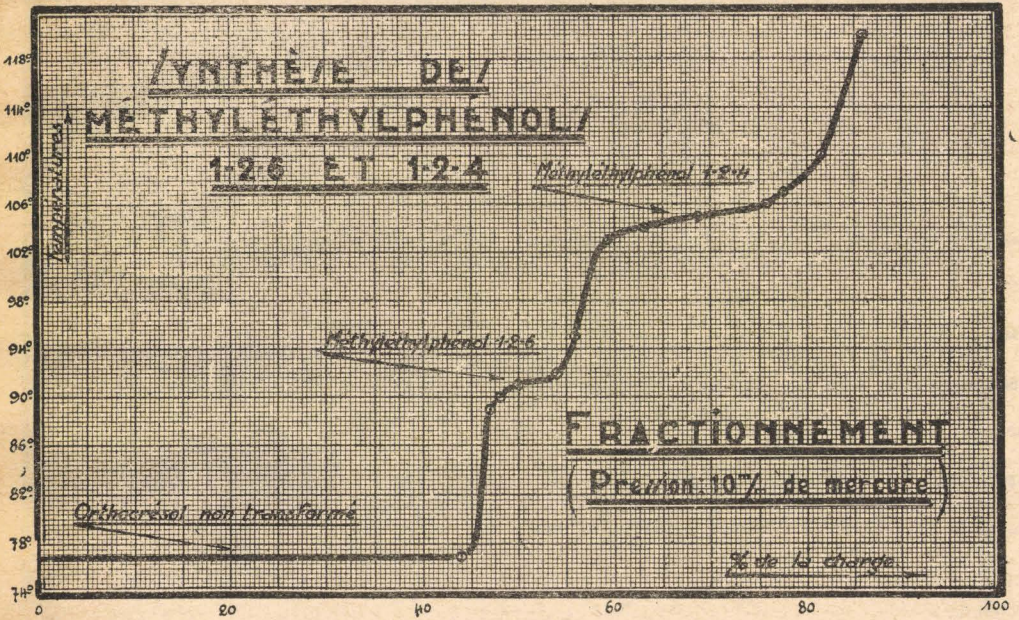 SYNTHÈSE DES
MÉTHYLÉTHYLPHÉNOLS
1-2-6 ET 1-2-4
Températures
118°
114°
110°
106°
102°
98°
94°
90°
86°
82°
78°
74°
Méthyléthylphénol 1-2-4
Méthyléthylphénol 1-2-6
Orthocrésol non transformé
FRACTIONNEMENT
(Pression: 10 m/m de mercure)
% de la charge
0 20 40 60 80 100